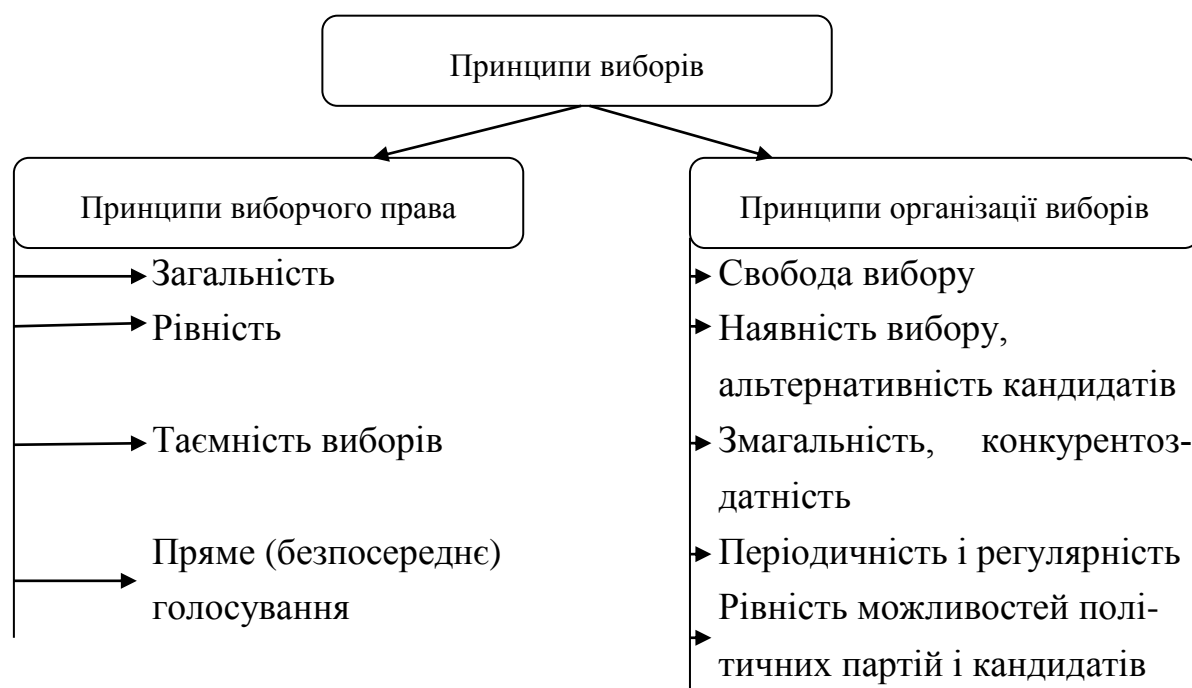 Принципи виборів
Принципи виборчого права
Загальність
Рівність
Таємність виборів
Пряме (безпосереднє)
голосування
Принципи організації виборів
Свобода вибору
Наявність вибору,
альтернативність кандидатів
Змагальність, конкурентоз-
датність
Періодичність і регулярність
Рівність можливостей полі-
тичних партій і кандидатів